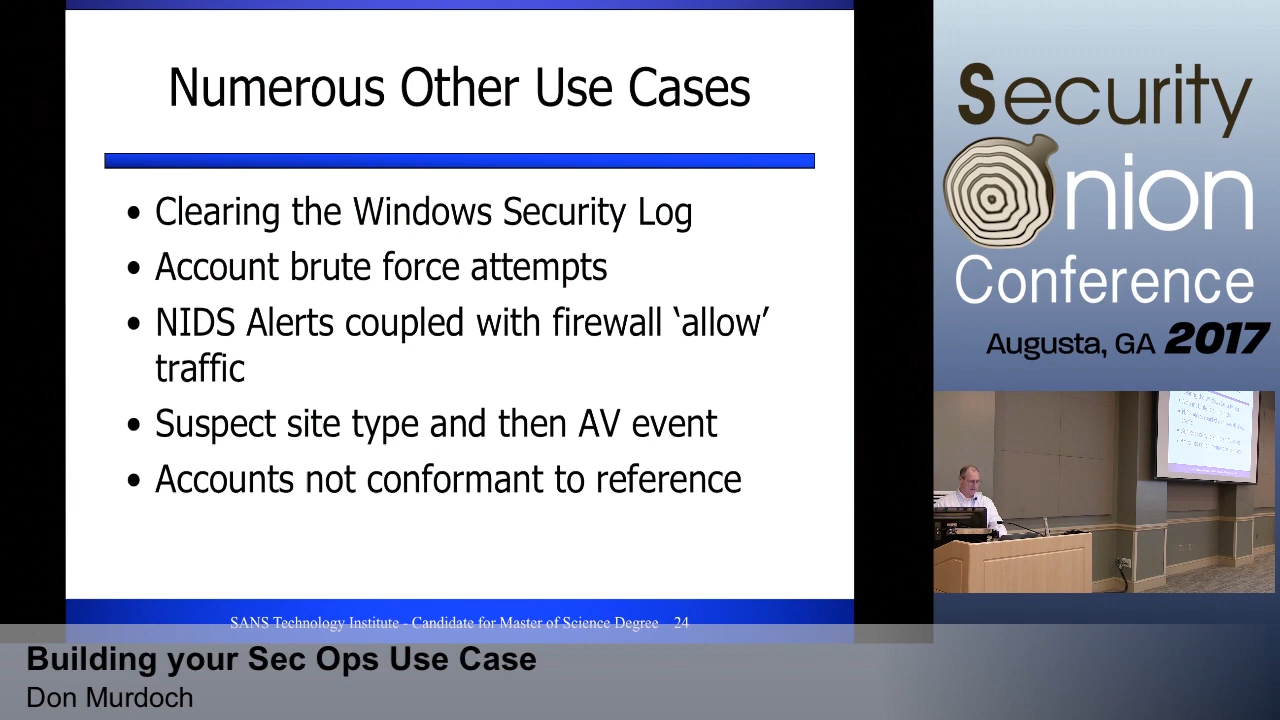 Numerous Other Use Cases
• Clearing the Windows Security Log
• Account brute force attempts
• NIDS Alerts coupled with firewall ‘allow’
traffic
• Suspect site type and then AV event
• Accounts not conformant to reference
SANS Technology Institute - Candidate for Master of Science Degree 24
Security
Onion
Conference
Augusta, GA 2017
Building your Sec Ops Use Case
Don Murdoch